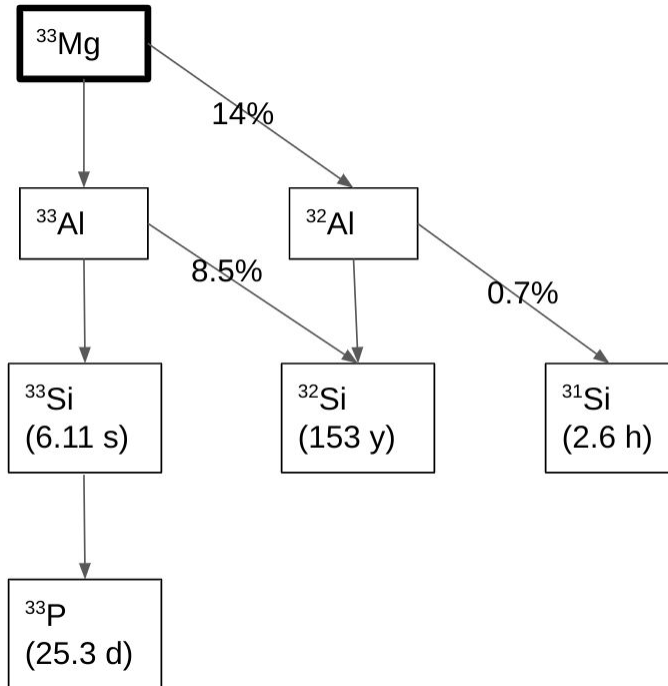 ³³Mg
14%
³³Al
³²Al
8.5%
0.7%
³³Si
(6.11 s)
³²Si
(153 y)
³¹Si
(2.6 h)
³³P
(25.3 d)